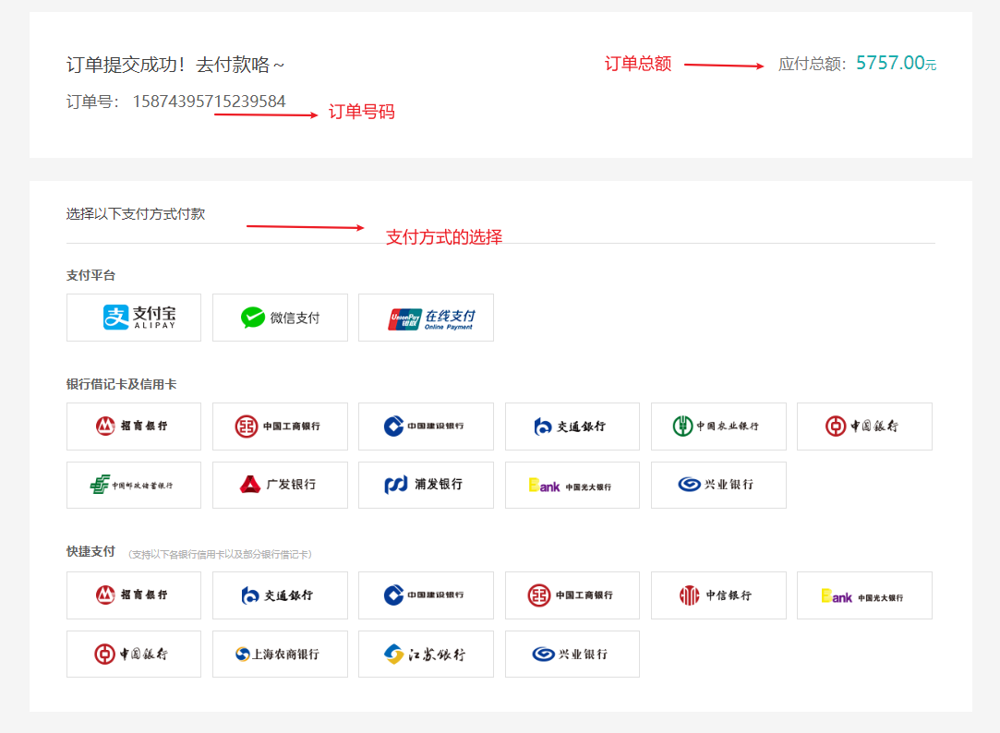 订单提交成功！去付款咯～
订单总额
应付总额： 5757.00元
订单号： 15874395715239584
订单号码
选择以下支付方式付款
支付方式的选择
支付平台
支 支付宝 ALIPAY
微信支付
UnionPay 银联 在线支付 Online Payment
银行借记卡及信用卡
招商银行
中国工商银行
中国建设银行
交通银行
中国农业银行
中国银行
中国邮政储蓄银行
广发银行
浦发银行
Bank 中国光大银行
兴业银行
快捷支付 （支持以下各银行信用卡以及部分银行借记卡）
招商银行
交通银行
中国建设银行
中国工商银行
中信银行
Bank 中国光大银行
中国银行
上海农商银行
江苏银行
兴业银行